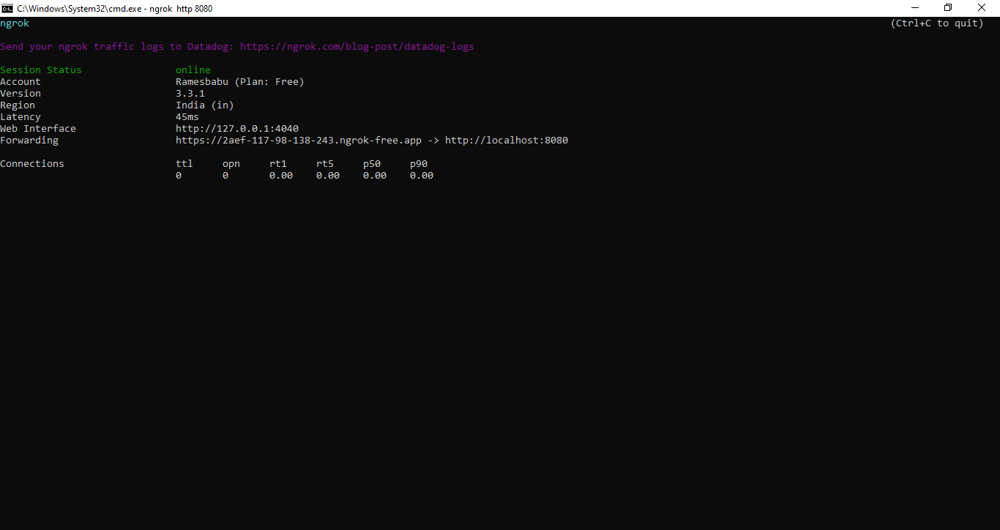 C:\Windows\System32\cmd.exe - ngrok http 8080
ngrok (Ctrl+C to quit)
Send your ngrok traffic logs to Datadog: https://ngrok.com/blog-post/datadog-logs
Session Status online
Account Ramesbabu (Plan: Free)
Version 3.3.1
Region India (in)
Latency 45ms
Web Interface http://127.0.0.1:4040
Forwarding https://2aef-117-98-138-243.ngrok-free.app -> http://localhost:8080
Connections ttl opn rt1 rt5 p50 p90
0 0 0.00 0.00 0.00 0.00